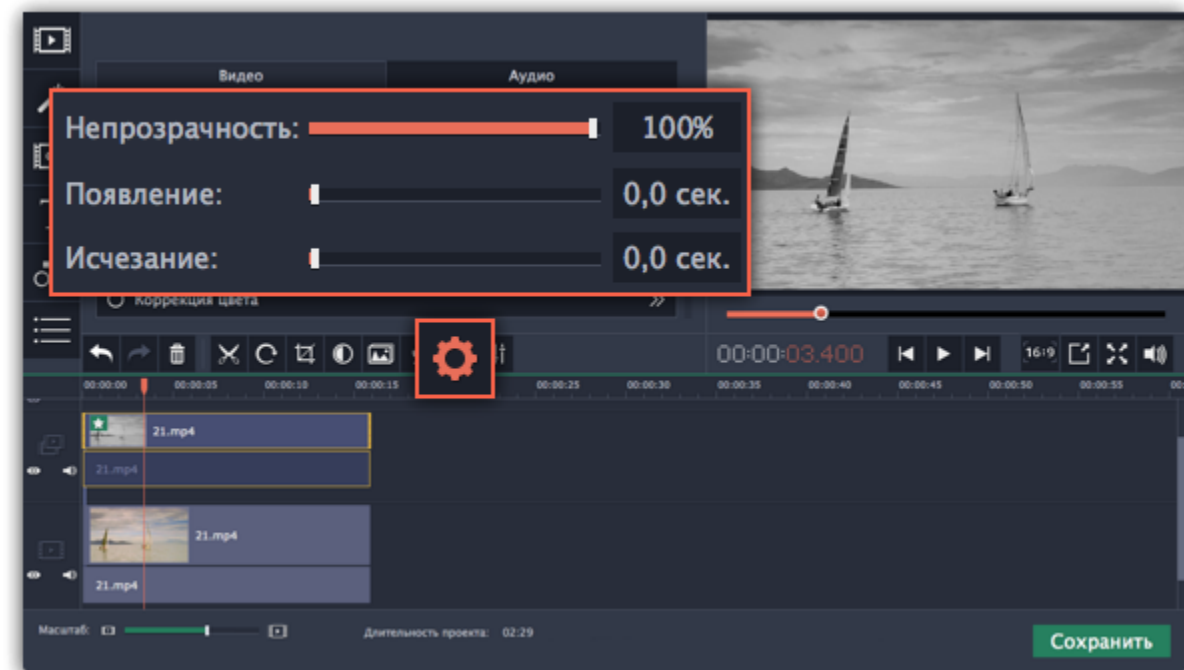 Видео Аудио
Непрозрачность: 100%
Появление: 0,0 сек.
Исчезание: 0,0 сек.
Коррекция цвета
00:00:03.400 16:9
00:00:00 00:00:05 00:00:10 00:00:15 00:00:25 00:00:30 00:00:35 00:00:40 00:00:45 00:00:50 00:00:55
21.mp4
21.mp4
21.mp4
21.mp4
Масштаб: Длительность проекта: 02:29
Сохранить